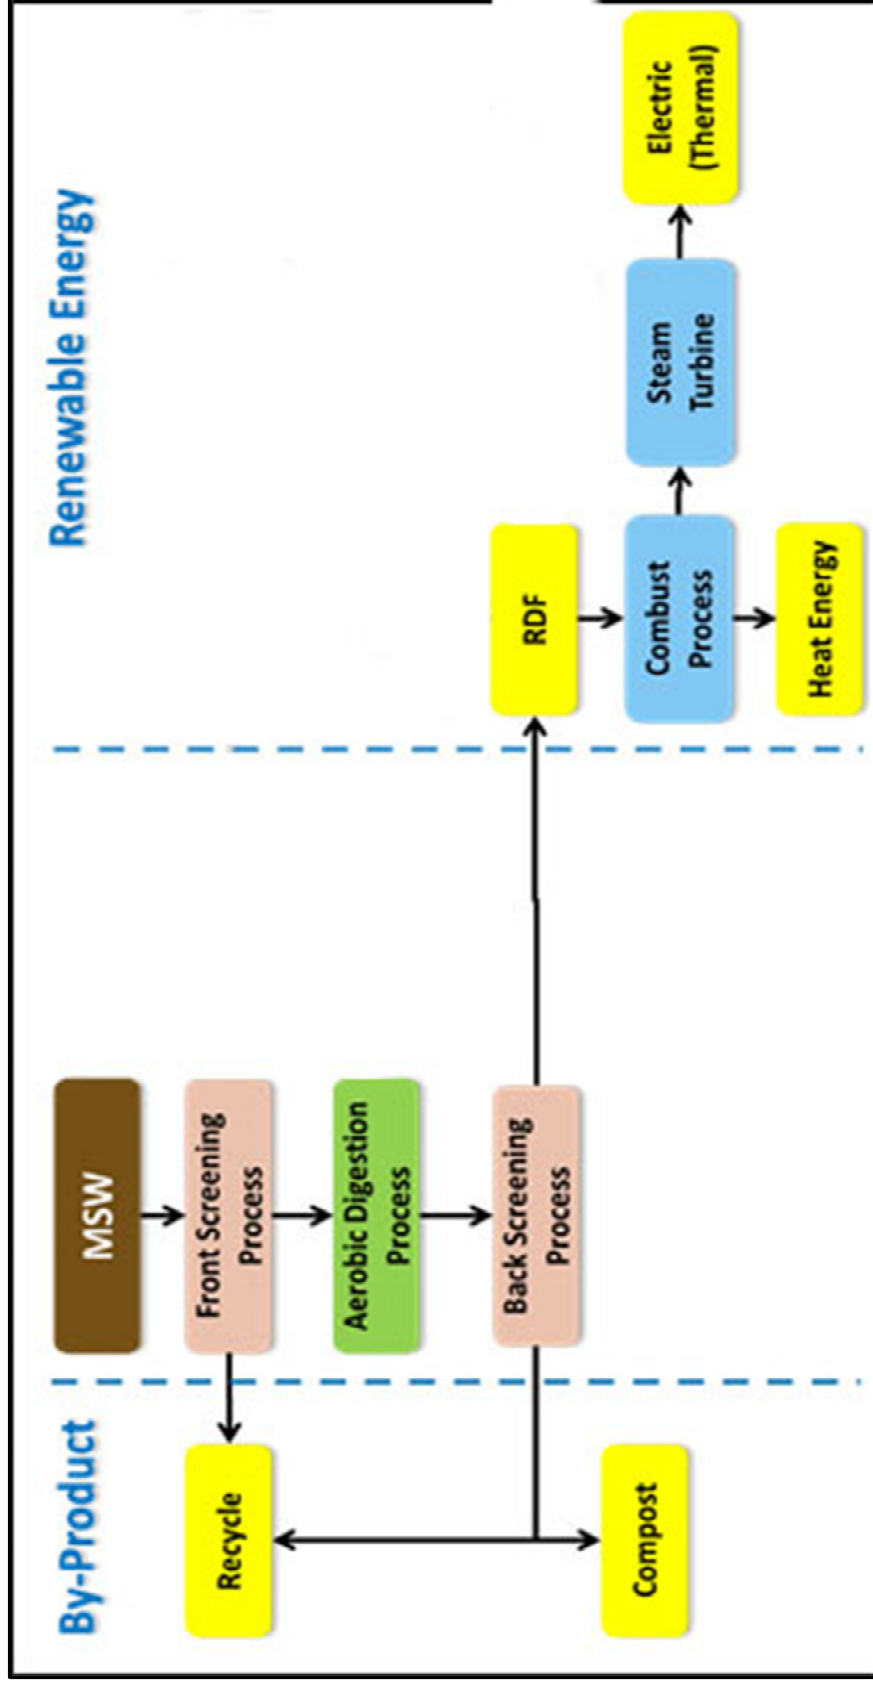 By-Product
Renewable Energy
MSW
Recycle
Front Screening
Process
Aerobic Digestion
Process
Back Screening
Process
RDF
Compost
Combust
Process
Steam
Turbine
Electric
(Thermal)
Heat Energy